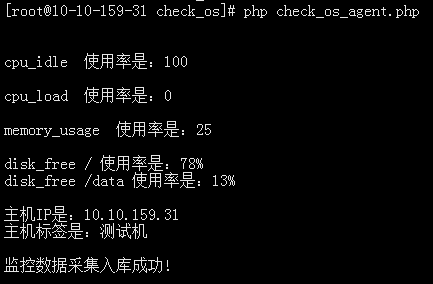 [root@10-10-159-31 check_os]# php check_os_agent.php
cpu_idle 使用率是：100
cpu_load 使用率是：0
memory_usage 使用率是：25
disk_free / 使用率是：78%
disk_free /data 使用率是：13%
主机IP是：10.10.159.31
主机标签是：测试机
监控数据采集入库成功！